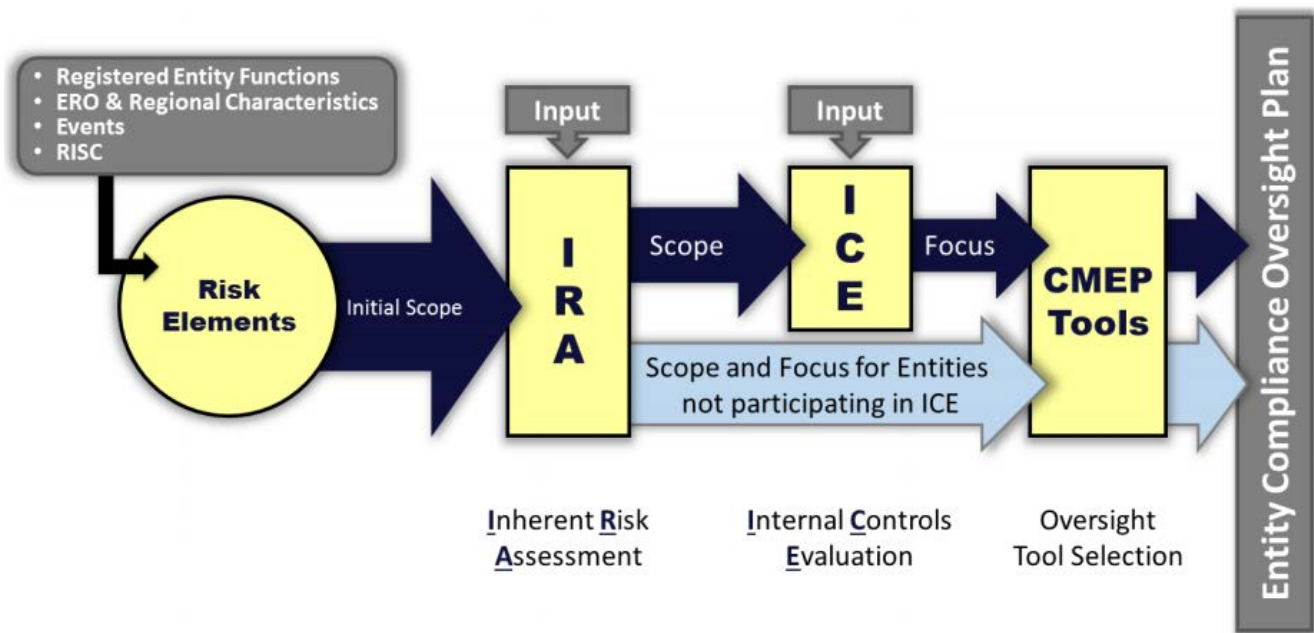 • Registered Entity Functions
• ERO & Regional Characteristics
• Events
• RISC
Risk
Elements
Initial Scope
Input
I
R
A
Scope
Input
I
C
E
Focus
Scope and Focus for Entities
not participating in ICE
CMEP
Tools
Entity Compliance Oversight Plan
Inherent Risk
Assessment
Internal Controls
Evaluation
Oversight
Tool Selection